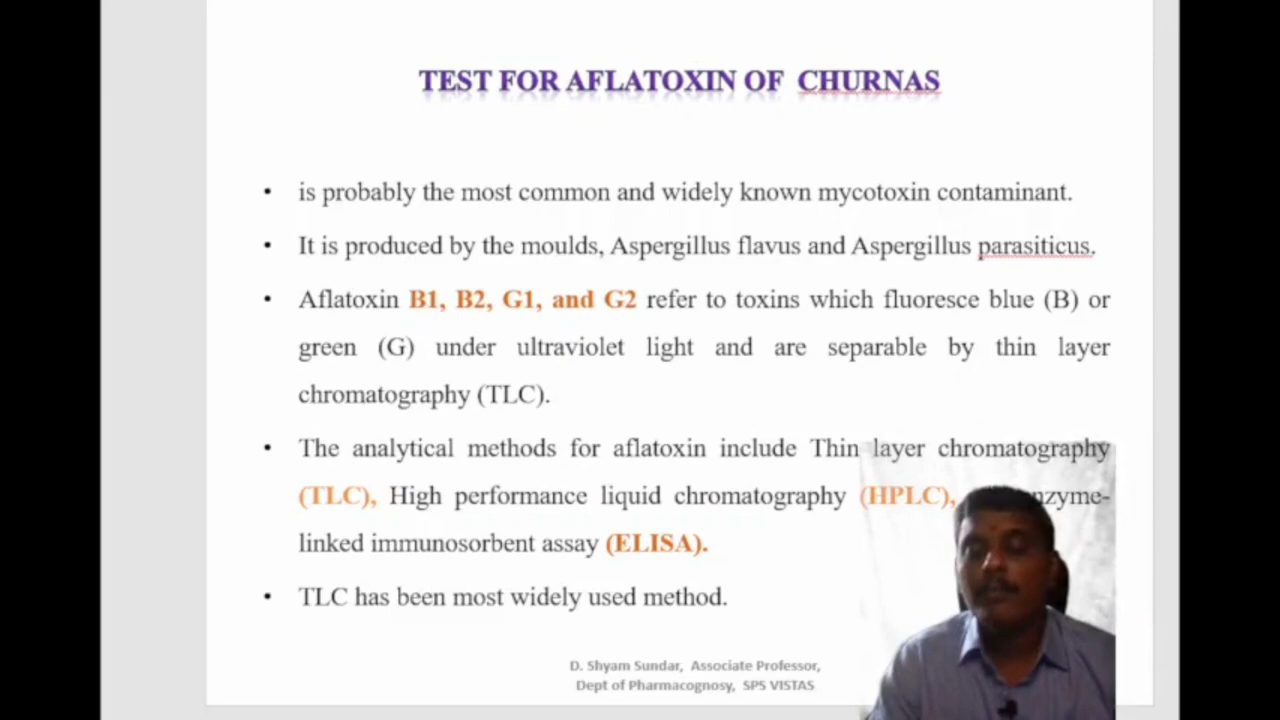 TEST FOR AFLATOXIN OF CHURNAS
• is probably the most common and widely known mycotoxin contaminant.
• It is produced by the moulds, Aspergillus flavus and Aspergillus parasiticus.
• Aflatoxin B1, B2, G1, and G2 refer to toxins which fluoresce blue (B) or
green (G) under ultraviolet light and are separable by thin layer
chromatography (TLC).
• The analytical methods for aflatoxin include Thin layer chromatography
(TLC), High performance liquid chromatography (HPLC),
linked immunosorbent assay (ELISA).
• TLC has been most widely used method.
D. Shyam Sundar, Associate Professor,
Dept of Pharmacognosy, SPS VISTAS